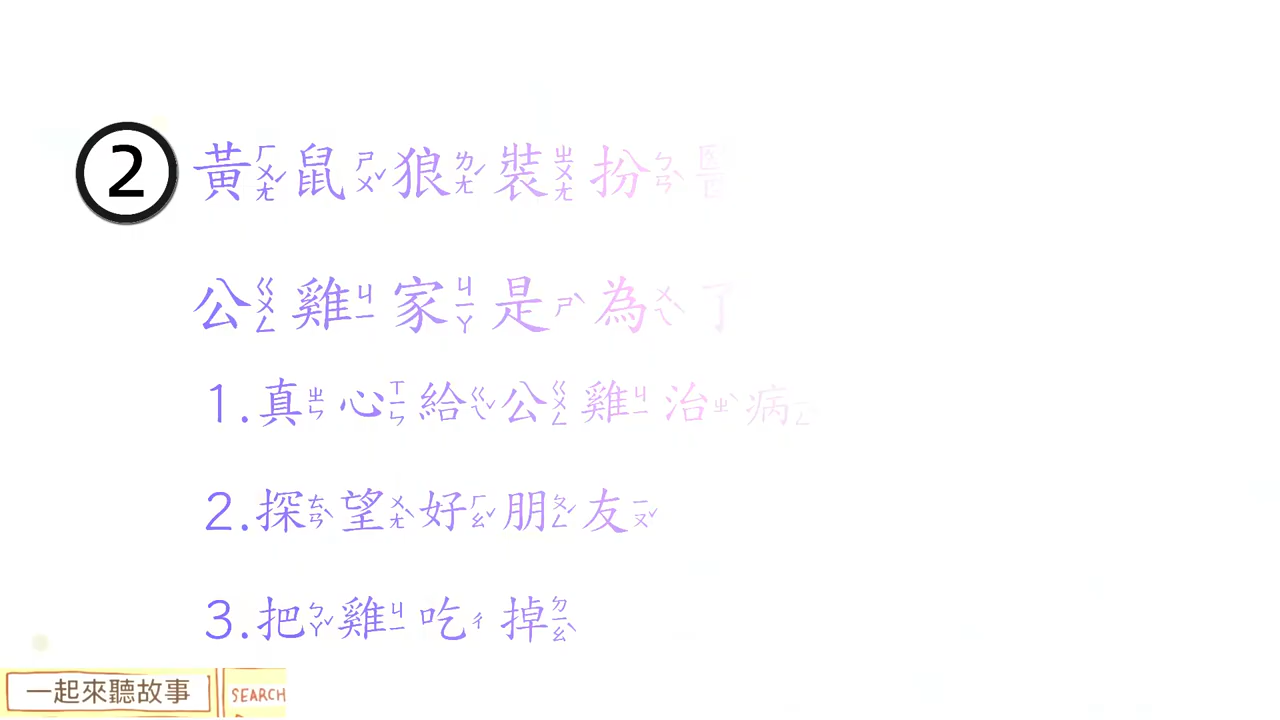 ② 黃鼠狼裝扮醫
公雞家是為了
1.真心給公雞治病
2.探望好朋友
3.把雞吃掉
一起來聽故事 SEARCH